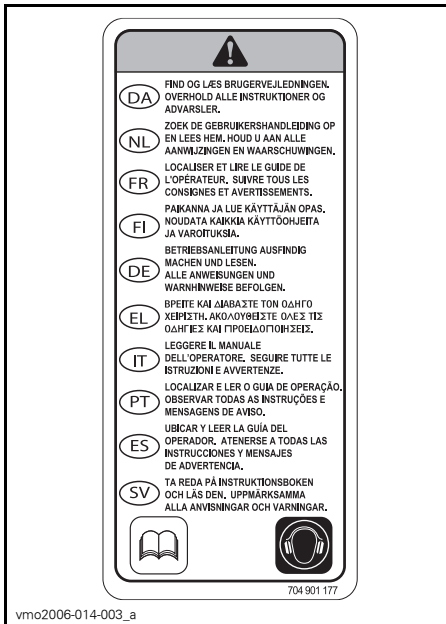 DA
FIND OG LÆS BRUGERVEJLEDNINGEN.
OVERHOLD ALLE INSTRUKTIONER OG
ADVARSLER.
NL
ZOEK DE GEBRUIKERSHANDLEIDING OP
EN LEES HEM. HOUD U AAN ALLE
AANWIJZINGEN EN WAARSCHUWINGEN.
FR
LOCALISER ET LIRE LE GUIDE DE
L'OPÉRATEUR. SUIVRE TOUS LES
CONSIGNES ET AVERTISSEMENTS.
FI
PAIKANNA JA LUE KÄYTTÄJÄN OPAS.
NOUDATA KAIKKIA KÄYTTÖOHJEITA
JA VAROITUKSIA.
DE
BETRIEBSANLEITUNG AUSFINDIG
MACHEN UND LESEN.
ALLE ANWEISUNGEN UND
WARNHINWEISE BEFOLGEN.
EL
ΒΡΕΙΤΕ ΚΑΙ ΔΙΑΒΑΣΤΕ ΤΟΝ ΟΔΗΓΟ
ΧΕΙΡΙΣΤΗ. ΑΚΟΛΟΥΘΕΙΣΤΕ ΟΛΕΣ ΤΙΣ
ΟΔΗΓΙΕΣ ΚΑΙ ΠΡΟΕΙΔΟΠΟΙΗΣΕΙΣ.
IT
LEGGERE IL MANUALE
DELL'OPERATORE. SEGUIRE TUTTE LE
ISTRUZIONI E AVVERTENZE.
PT
LOCALIZAR E LER O GUIA DE OPERAÇÃO.
OBSERVAR TODAS AS INSTRUÇÕES E
MENSAGENS DE AVISO.
ES
UBICAR Y LEER LA GUÍA DEL
OPERADOR. ATENERSE A TODAS LAS
INSTRUCCIONES Y MENSAJES
DE ADVERTENCIA.
SV
TA REDA PÅ INSTRUKTIONSBOKEN
OCH LÄS DEN. UPPMÄRKSAMMA
ALLA ANVISNINGAR OCH VARNINGAR.
704 901 177
vmo2006-014-003_a